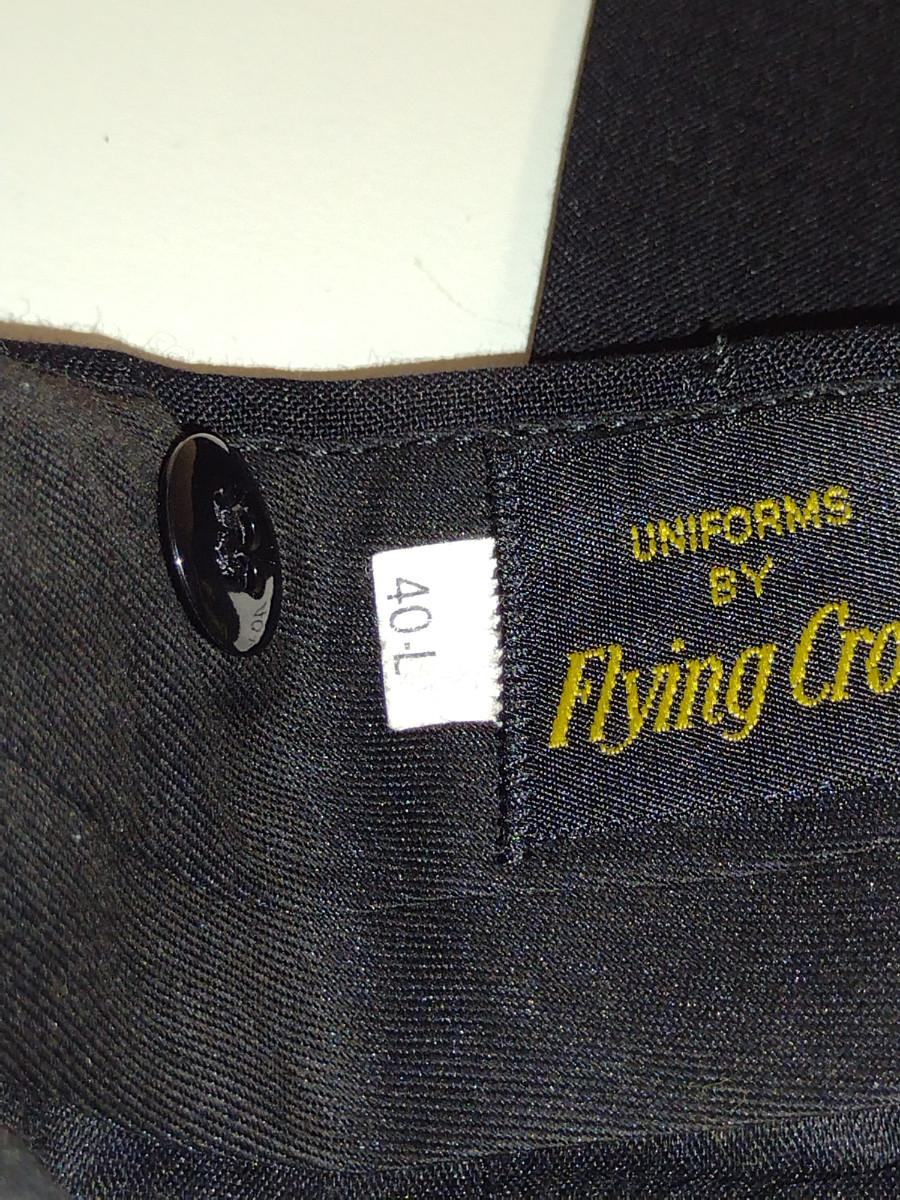 UNIFORMS
BY
Flying Cro
40-L